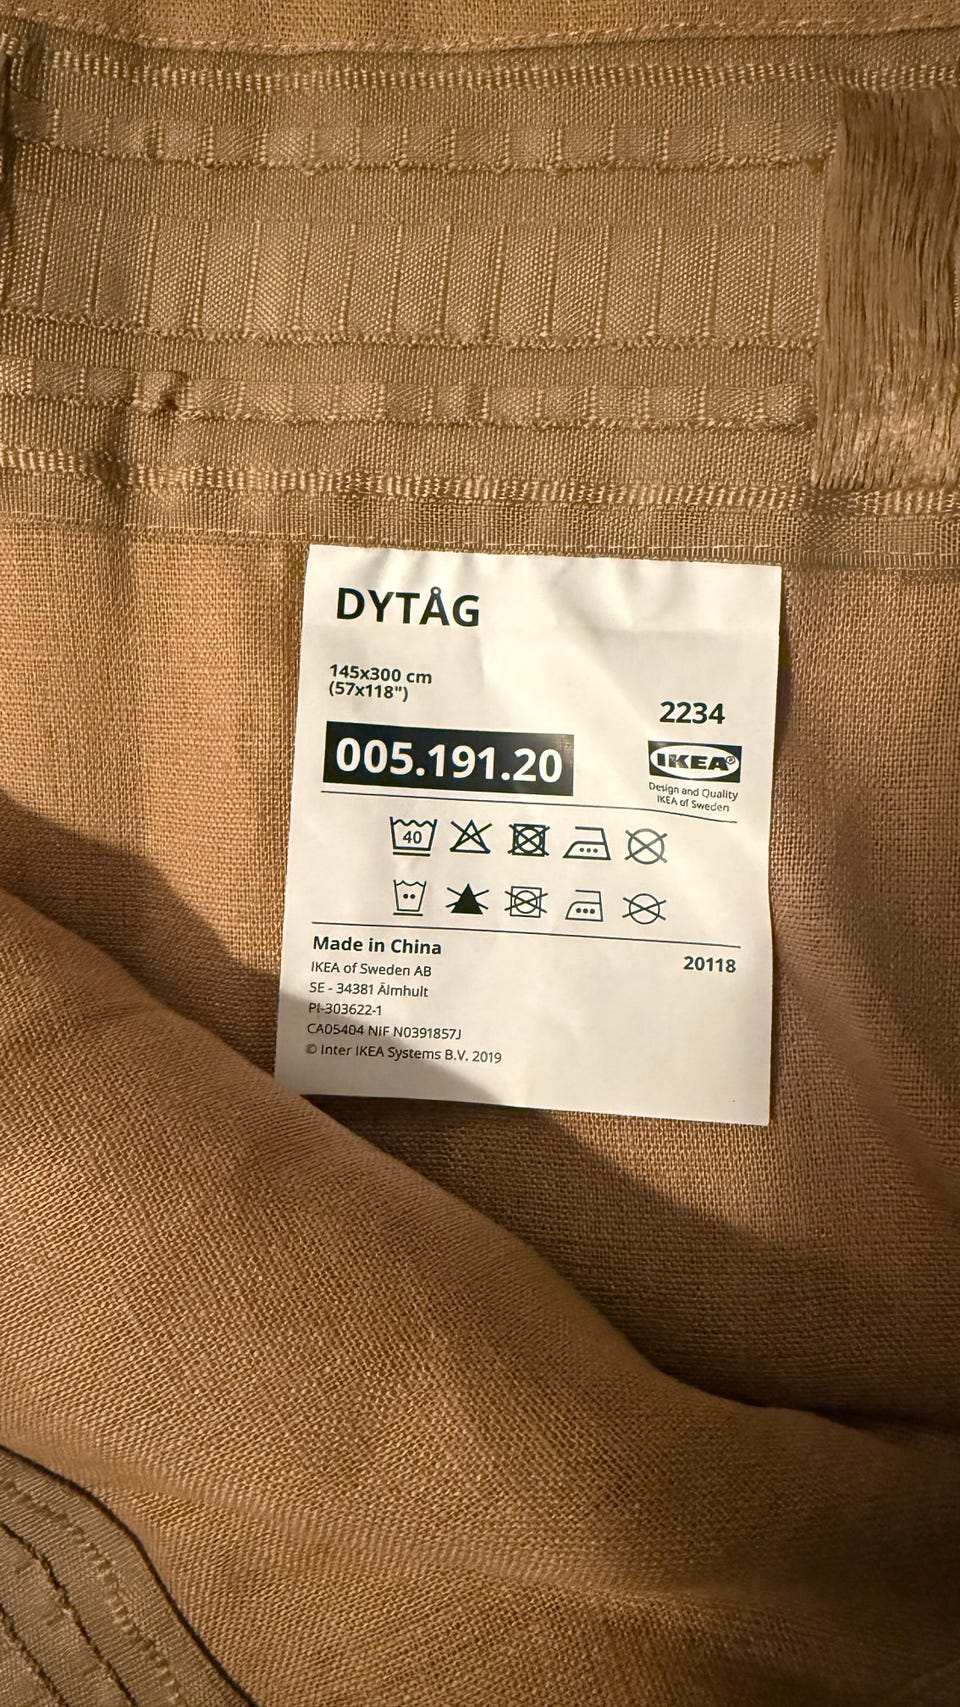 DYTÅG
145x300 cm
(57x118")
2234
005.191.20
IKEA®
Design and Quality
IKEA of Sweden
40
Made in China
20118
IKEA of Sweden AB
SE - 34381 Älmhult
PI-303622-1
CA05404 NIF N0391857J
© Inter IKEA Systems B.V. 2019